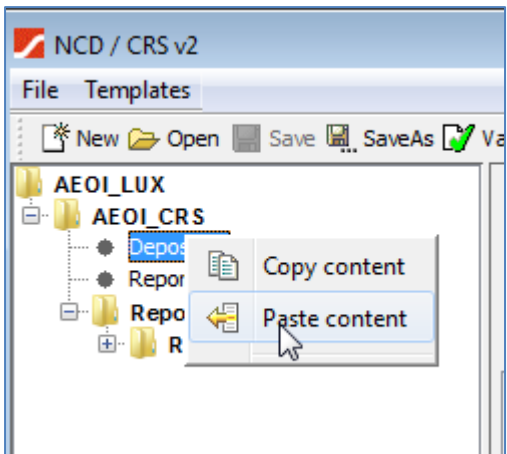 NCD / CRS v2
File Templates
New Open Save SaveAs
AEOI_LUX
AEOI_CRS
Copy content
Paste content